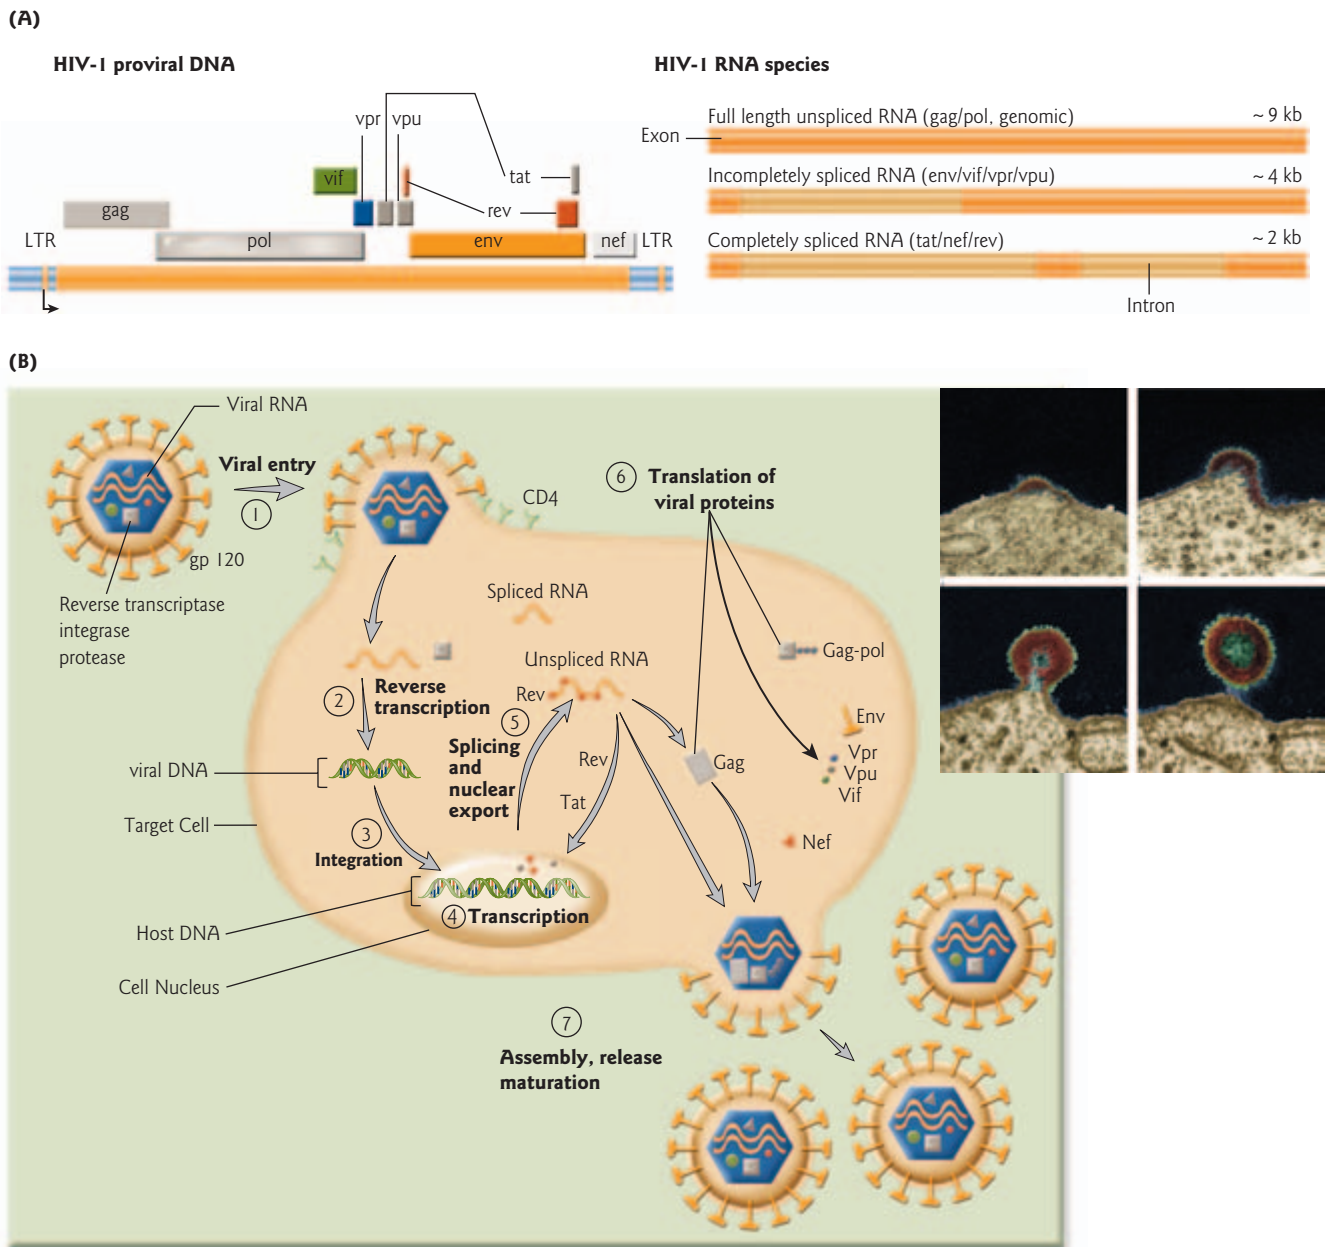 (A)
HIV-1 proviral DNA
vpr
vpu
vif
tat
gag
rev
LTR
pol
env
nef
LTR
HIV-1 RNA species
Full length unspliced RNA (gag/pol, genomic)
~ 9 kb
Exon
Incompletely spliced RNA (env/vif/vpr/vpu)
~ 4 kb
Completely spliced RNA (tat/nef/rev)
~ 2 kb
Intron
(B)
Viral RNA
Viral entry
1
gp 120
Reverse transcriptase
integrase
protease
CD4
6 Translation of
viral proteins
Spliced RNA
Unspliced RNA
Rev
Gag-pol
2
Reverse
transcription
5
Splicing
and
nuclear
export
Env
Vpr
Vpu
Vif
Rev
Gag
viral DNA
Tat
Target Cell
3
Integration
Nef
4 Transcription
Host DNA
Cell Nucleus
7
Assembly, release
maturation